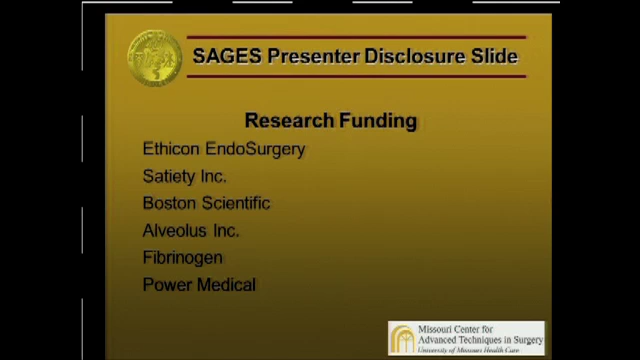 SAGES Presenter Disclosure Slide
Research Funding
Ethicon EndoSurgery
Satiety Inc.
Boston Scientific
Alveolus Inc.
Fibrinogen
Power Medical
Missouri Center for
Advanced Techniques in Surgery
University of Missouri Health Care